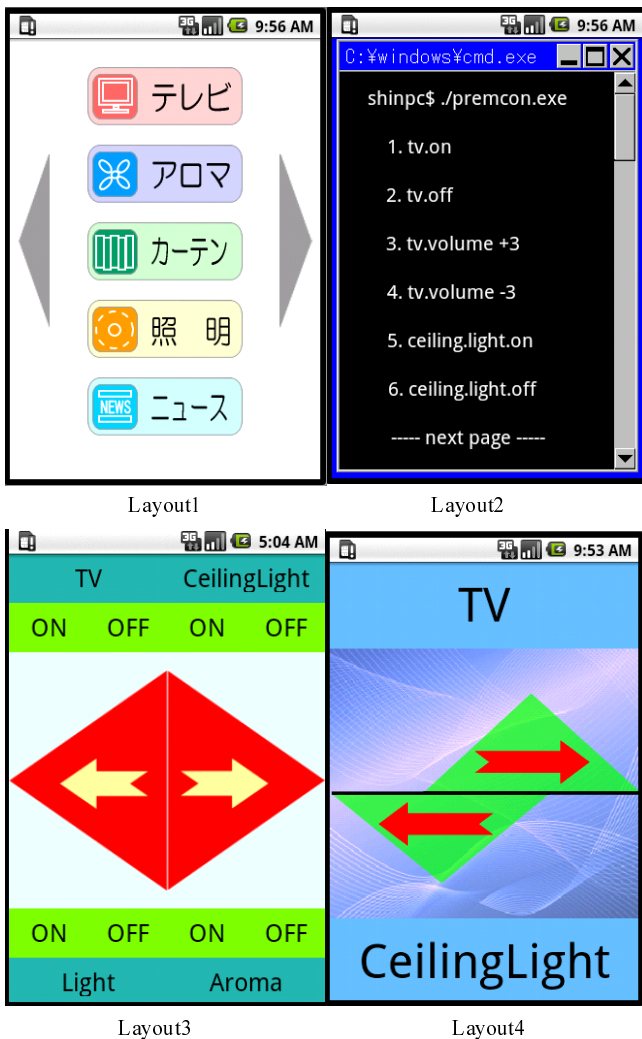 9:56 AM
テレビ
アロマ
カーテン
照 明
NEWS ニュース
Layout1
9:56 AM
C:¥windows¥cmd.exe
shinpc$ ./premcon.exe
1. tv.on
2. tv.off
3. tv.volume +3
4. tv.volume -3
5. ceiling.light.on
6. ceiling.light.off
----- next page -----
Layout2
5:04 AM
TV CeilingLight
ON OFF ON OFF
ON OFF ON OFF
Light Aroma
Layout3
9:53 AM
TV
CeilingLight
Layout4